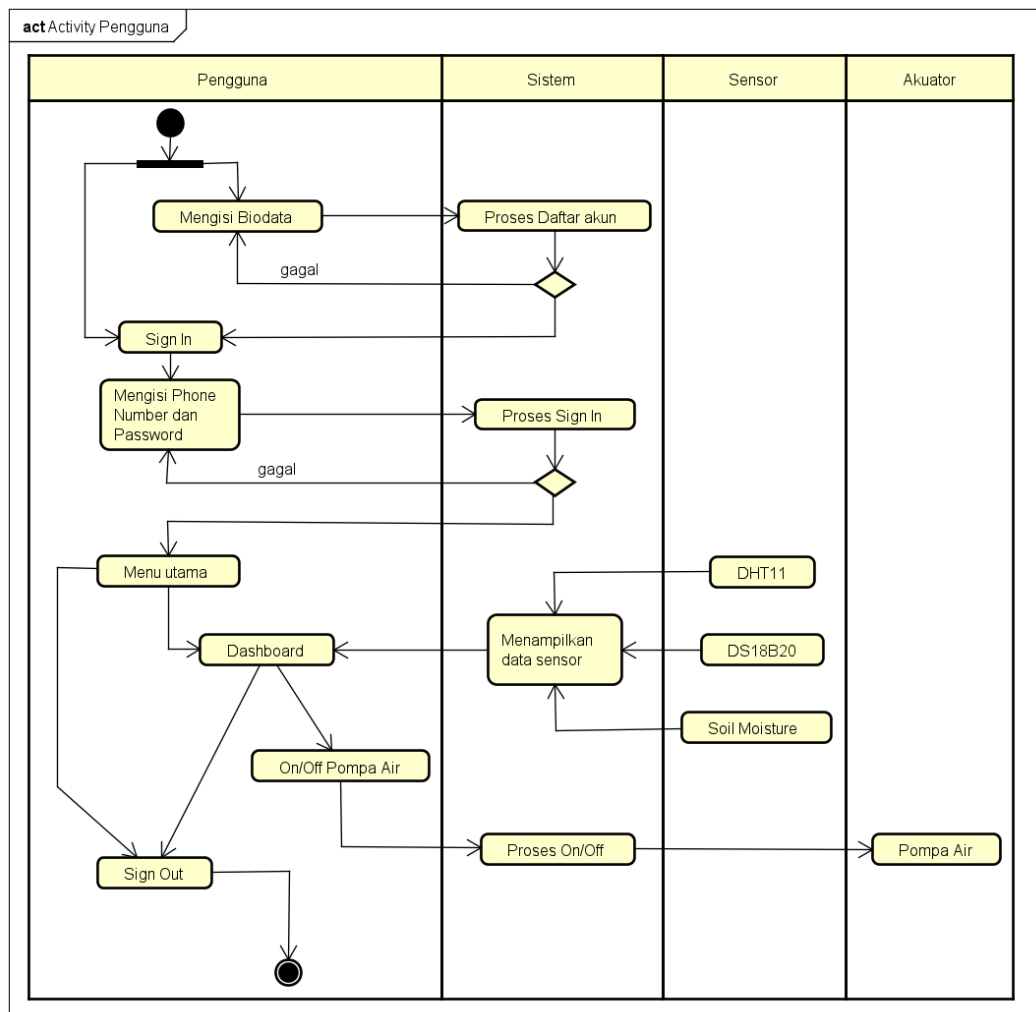 act Activity Pengguna
Pengguna
Sistem
Sensor
Akuator
Mengisi Biodata
Proses Daftar akun
gagal
Sign In
Mengisi Phone
Number dan
Password
Proses Sign In
gagal
Menu utama
DHT11
Dashboard
Menampilkan
data sensor
DS18B20
Soil Moisture
On/Off Pompa Air
Proses On/Off
Pompa Air
Sign Out